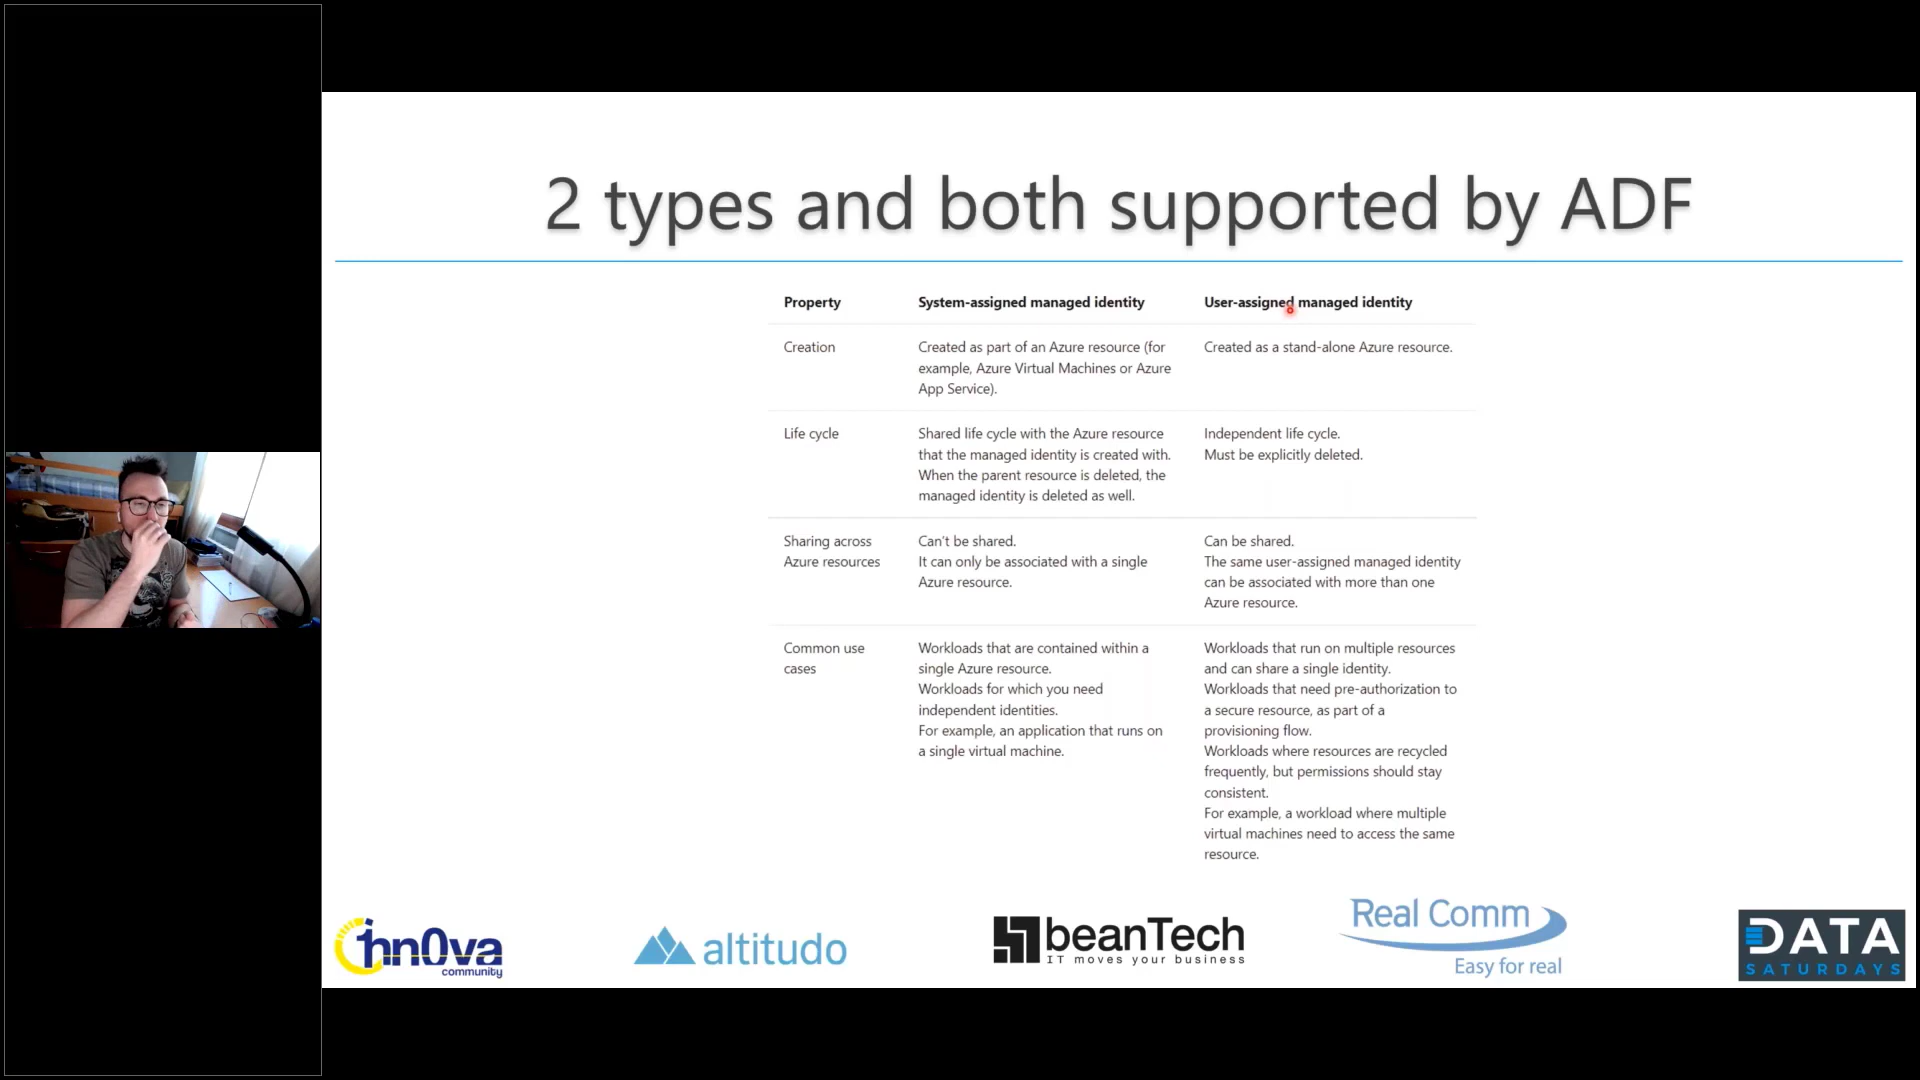 2 types and both supported by ADF
Property
System-assigned managed identity
User-assigned managed identity
Creation
Created as part of an Azure resource (for
example, Azure Virtual Machines or Azure
App Service).
Created as a stand-alone Azure resource.
Life cycle
Shared life cycle with the Azure resource
that the managed identity is created with.
When the parent resource is deleted, the
managed identity is deleted as well.
Independent life cycle.
Must be explicitly deleted.
Sharing across
Azure resources
Can't be shared.
It can only be associated with a single
Azure resource.
Can be shared.
The same user-assigned managed identity
can be associated with more than one
Azure resource.
Common use
cases
Workloads that are contained within a
single Azure resource.
Workloads for which you need
independent identities.
For example, an application that runs on
a single virtual machine.
Workloads that run on multiple resources
and can share a single identity.
Workloads that need pre-authorization to
a secure resource, as part of a
provisioning flow.
Workloads where resources are recycled
frequently, but permissions should stay
consistent.
For example, a workload where multiple
virtual machines need to access the same
resource.
1nn0va
community
altitudo
beanTech
IT moves your business
Real Comm
Easy for real
DATA
SATURDAYS